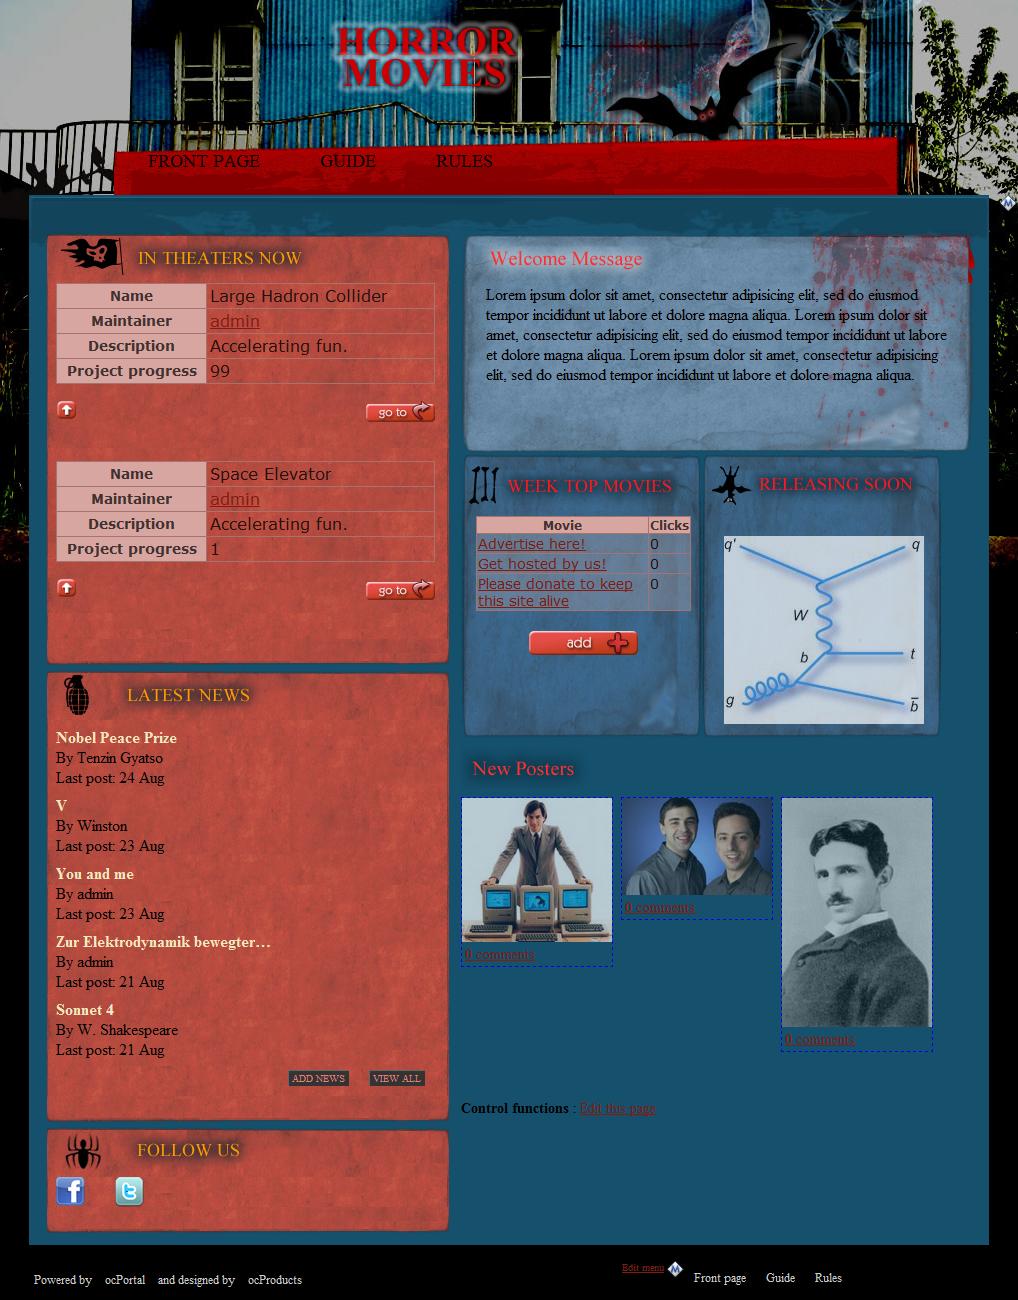 HORROR
MOVIES
FRONT PAGE GUIDE RULES
IN THEATERS NOW
Name Large Hadron Collider
Maintainer admin
Description Accelerating fun.
Project progress 99
go to
Name Space Elevator
Maintainer admin
Description Accelerating fun.
Project progress 1
go to
LATEST NEWS
Nobel Peace Prize
By Tenzin Gyatso
Last post: 24 Aug
V
By Winston
Last post: 23 Aug
You and me
By admin
Last post: 23 Aug
Zur Elektrodynamik bewegter…
By admin
Last post: 21 Aug
Sonnet 4
By W. Shakespeare
Last post: 21 Aug
ADD NEWS VIEW ALL
FOLLOW US
Welcome Message
Lorem ipsum dolor sit amet, consectetur adipisicing elit, sed do eiusmod
tempor incididunt ut labore et dolore magna aliqua. Lorem ipsum dolor sit
amet, consectetur adipisicing elit, sed do eiusmod tempor incididunt ut labore
et dolore magna aliqua. Lorem ipsum dolor sit amet, consectetur adipisicing
elit, sed do eiusmod tempor incididunt ut labore et dolore magna aliqua.
WEEK TOP MOVIES
Movie Clicks
Advertise here! 0
Get hosted by us! 0
Please donate to keep 0
this site alive
add
RELEASING SOON
q' q
W
b t
g b̄
New Posters
0 comments
0 comments
0 comments
Control functions : Edit this page
Powered by ocPortal and designed by ocProducts
Edit menu M Front page Guide Rules
M